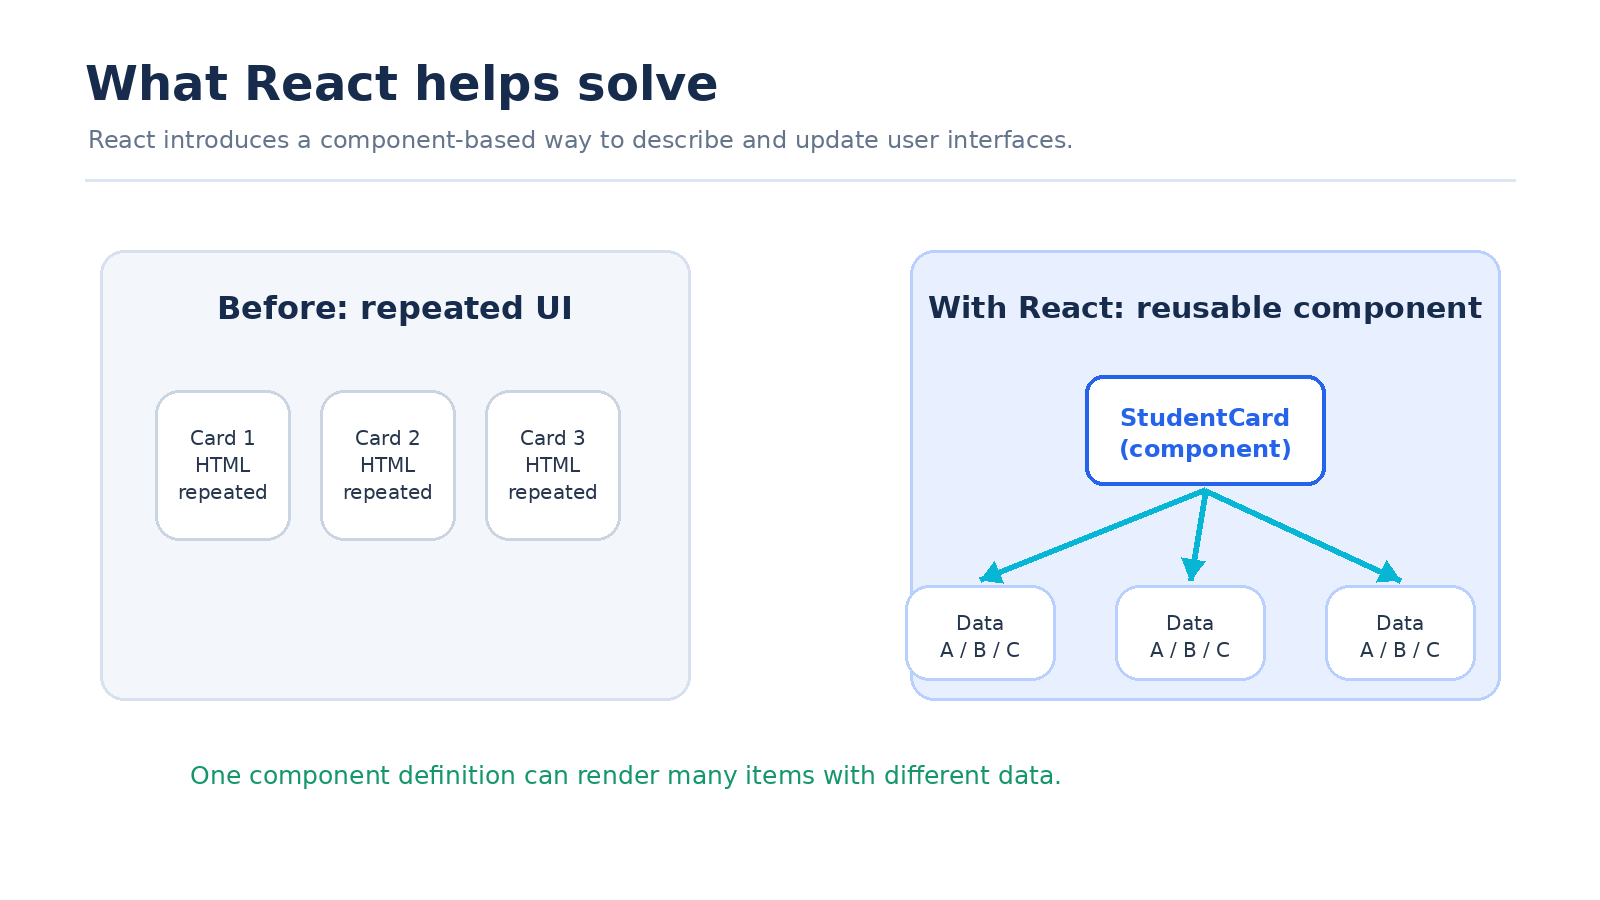 What React helps solve
React introduces a component-based way to describe and update user interfaces.
Before: repeated UI
Card 1
HTML
repeated
Card 2
HTML
repeated
Card 3
HTML
repeated
With React: reusable component
StudentCard
(component)
Data
A / B / C
Data
A / B / C
Data
A / B / C
One component definition can render many items with different data.